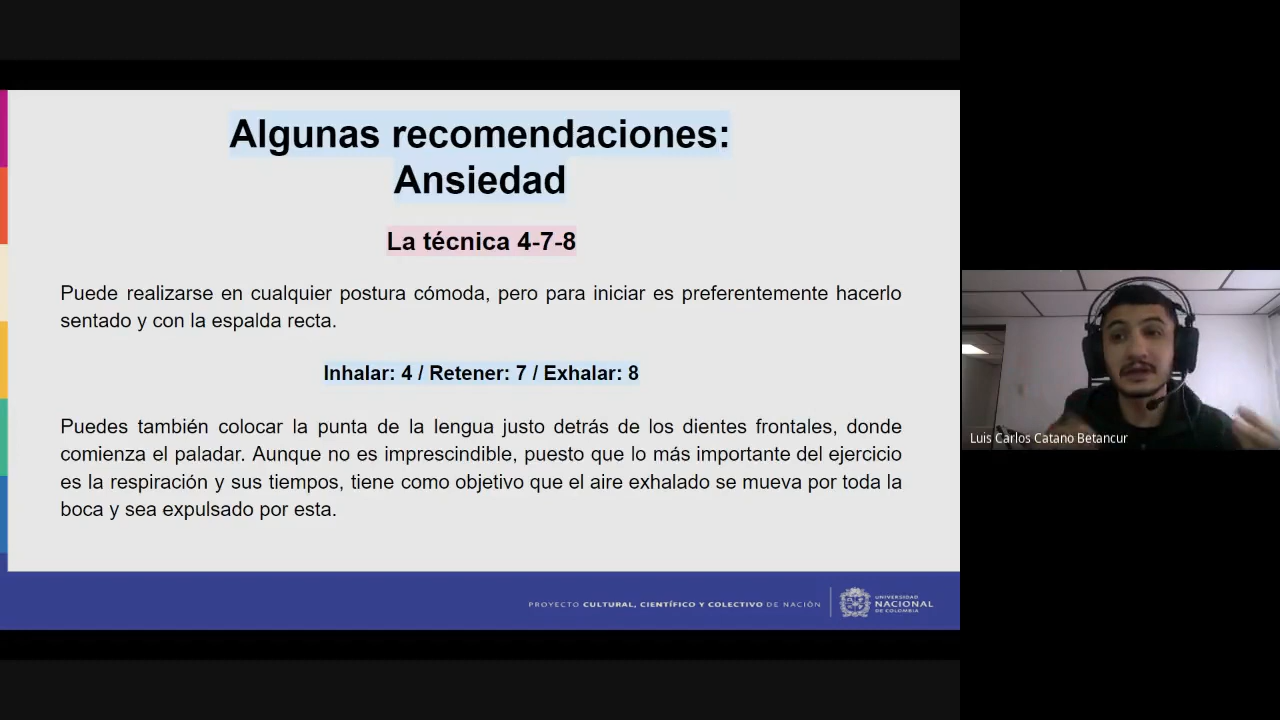 Algunas recomendaciones:
Ansiedad
La técnica 4-7-8
Puede realizarse en cualquier postura cómoda, pero para iniciar es preferentemente hacerlo
sentado y con la espalda recta.
Inhalar: 4 / Retener: 7 / Exhalar: 8
Puedes también colocar la punta de la lengua justo detrás de los dientes frontales, donde
comienza el paladar. Aunque no es imprescindible, puesto que lo más importante del ejercicio
es la respiración y sus tiempos, tiene como objetivo que el aire exhalado se mueva por toda la
boca y sea expulsado por esta.
PROYECTO CULTURAL, CIENTÍFICO Y COLECTIVO DE NACIÓN
UNIVERSIDAD
NACIONAL
DE COLOMBIA
Luis Carlos Catano Betancur